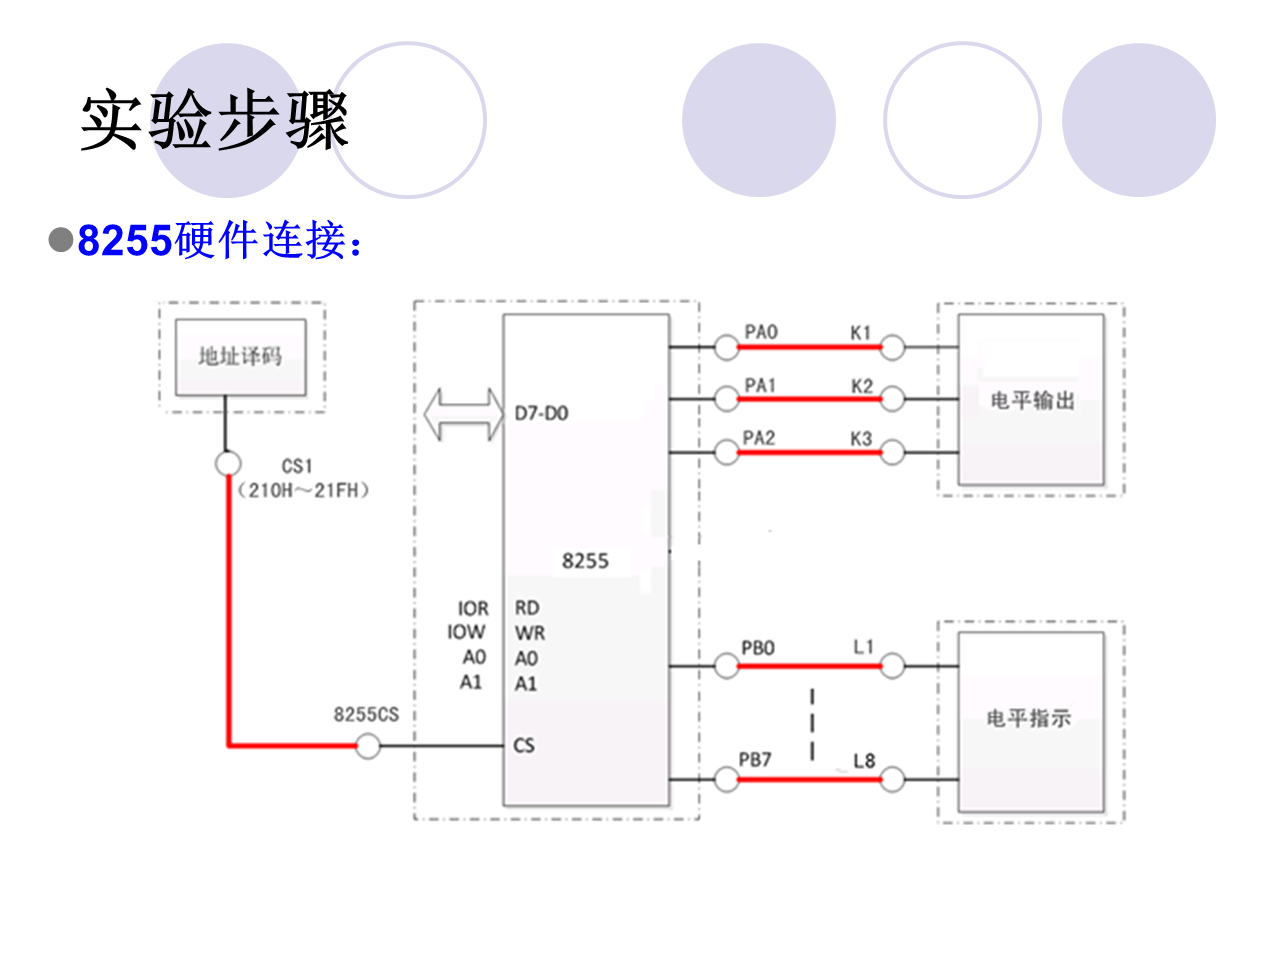 实验步骤
8255硬件连接：
地址译码
CS1
（210H～21FH）
8255CS
D7-D0
8255
IOR RD
IOW WR
A0 A0
A1 A1
CS
PA0 K1
PA1 K2
PA2 K3
电平输出
PB0 L1
PB7 L8
电平指示